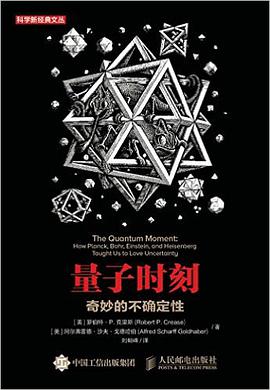 科学新经典文丛
The Quantum Moment:
How Planck, Bohr, Einstein, and Heisenberg
Taught Us to Love Uncertainty
量子时刻
奇妙的不确定性
[美] 罗伯特·P. 克里斯 (Robert P. Crease)
[美] 阿尔弗雷德·沙夫·戈德哈伯 (Alfred Scharff Goldhaber) 著
刘朝峰 译
中国工信出版集团
人民邮电出版社
POSTS & TELECOM PRESS